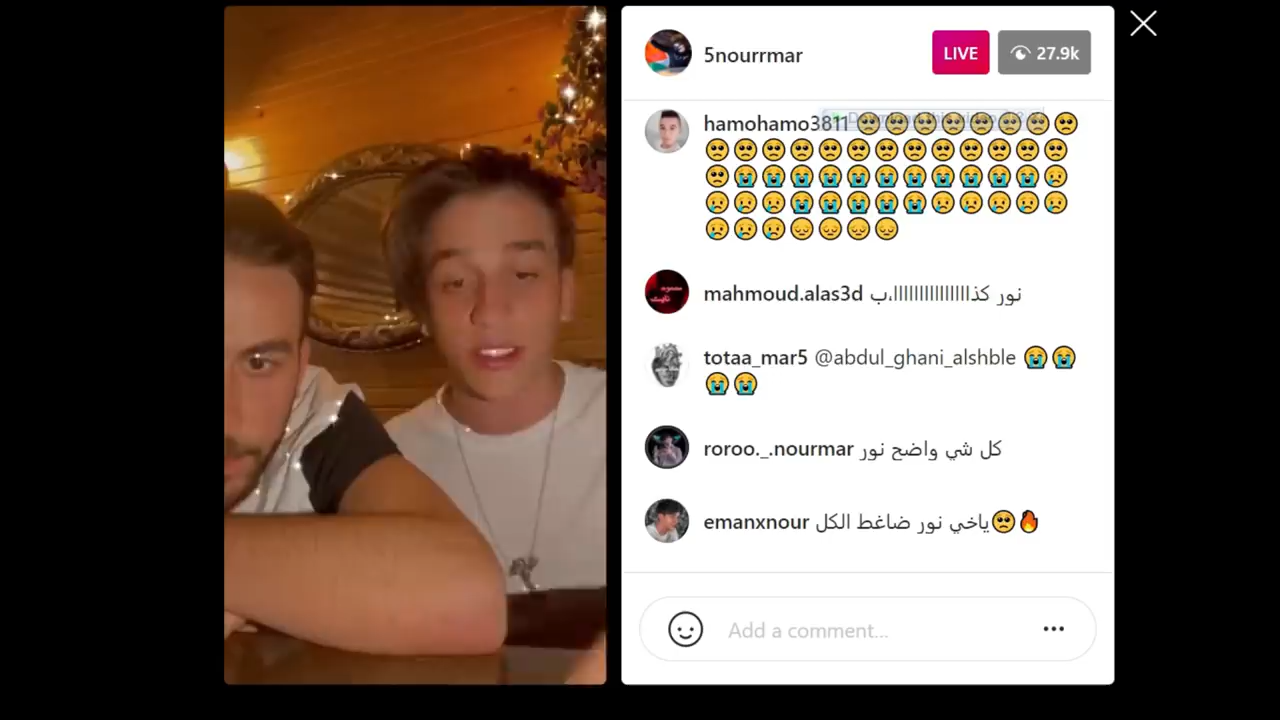 5nourrmar
LIVE
27.9k
hamohamo3811 🥺🥺🥺🥺🥺🥺🥺🥺
🥺🥺🥺🥺🥺🥺🥺🥺🥺🥺🥺🥺🥺
🥺😭😭😭😭😭😭😭😭😭😭😭😢
😢😢😢😭😭😭😭😭😢😢😢😢😢
😢😢😢😔😔😔😔
mahmoud.alas3d نور كذااااااااااااااااا،ب
totaa_mar5 @abdul_ghani_alshble 😭😭
😭😭
roroo._.nourmar كل شي واضح نور
emanxnour ياخي نور ضاغط الكل🥺🔥
Add a comment...